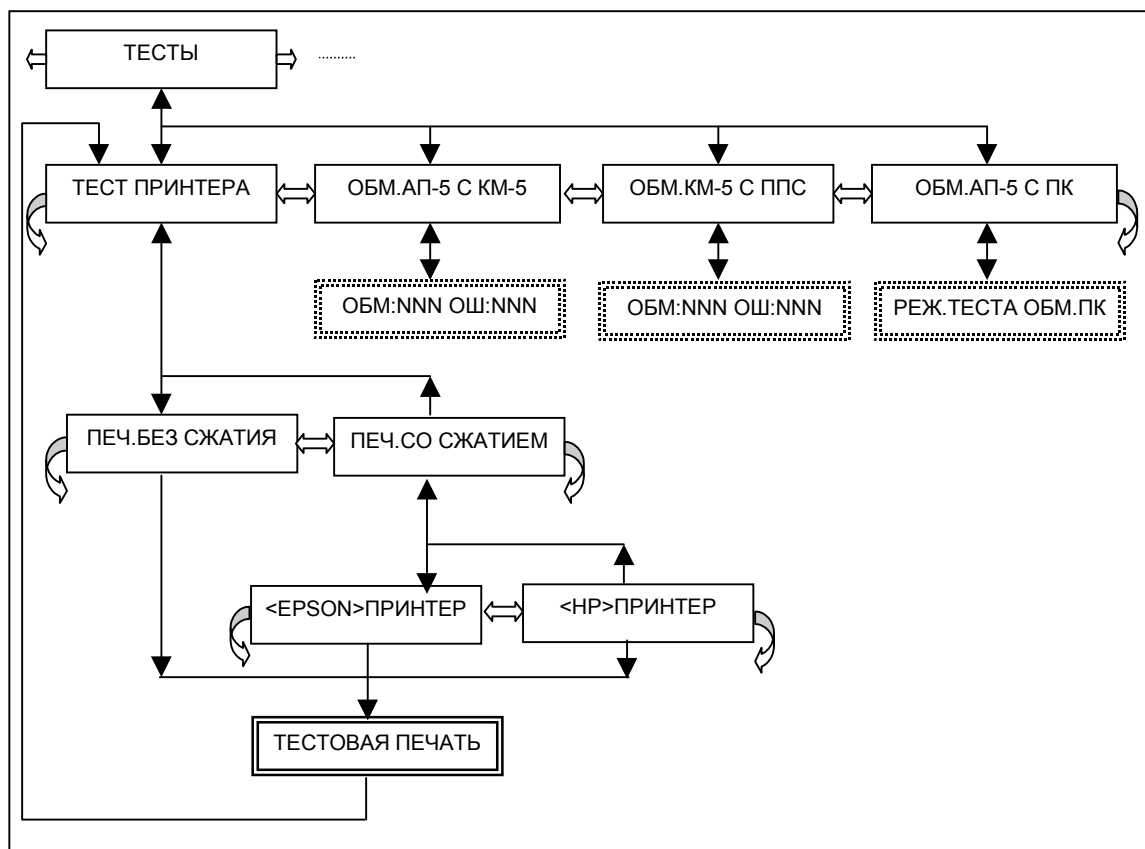 ТЕСТЫ
..........
ТЕСТ ПРИНТЕРА
ОБМ.АП-5 С КМ-5
ОБМ.КМ-5 С ППС
ОБМ.АП-5 С ПК
ОБМ:NNN ОШ:NNN
ОБМ:NNN ОШ:NNN
РЕЖ.ТЕСТА ОБМ.ПК
ПЕЧ.БЕЗ СЖАТИЯ
ПЕЧ.СО СЖАТИЕМ
<EPSON>ПРИНТЕР
<HP>ПРИНТЕР
ТЕСТОВАЯ ПЕЧАТЬ